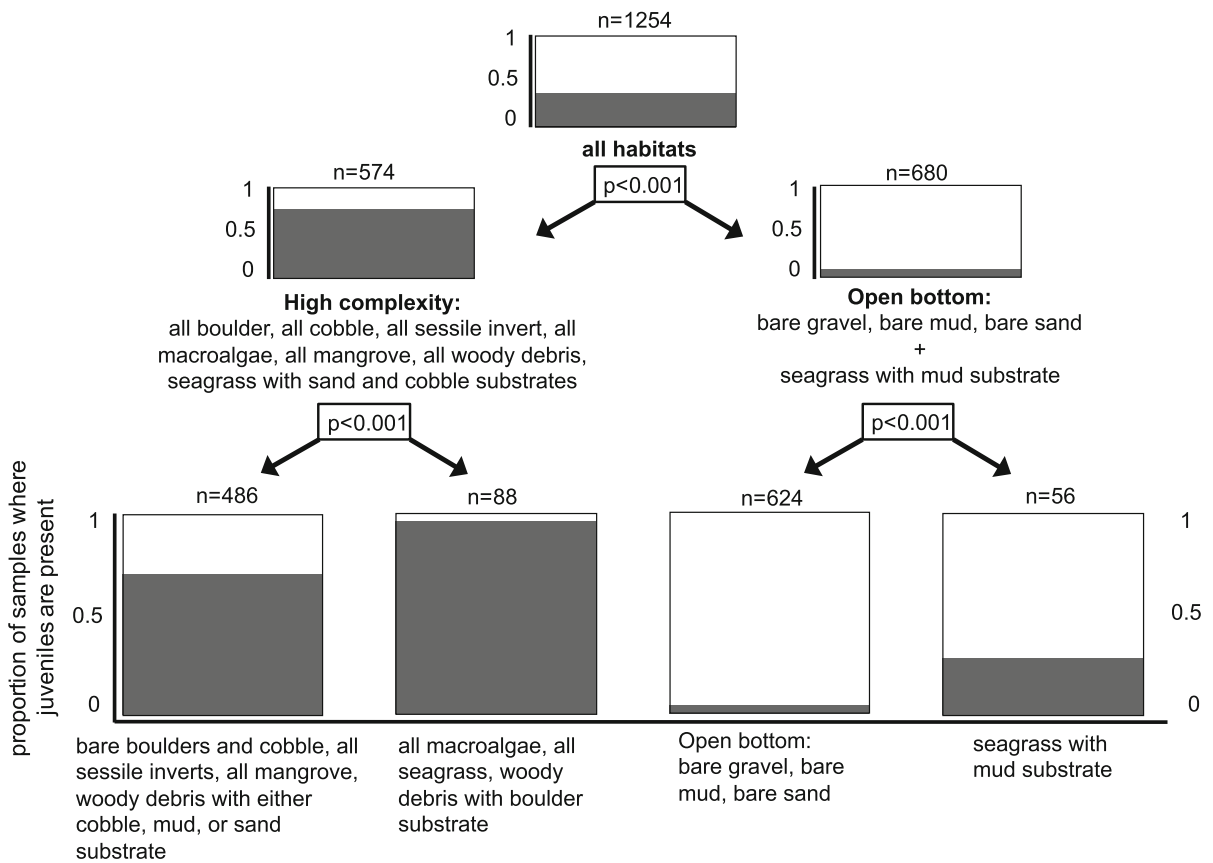 n=1254
1
0.5
0
all habitats
p<0.001
n=574
1
0.5
0
High complexity:
all boulder, all cobble, all sessile invert, all
macroalgae, all mangrove, all woody debris,
seagrass with sand and cobble substrates
n=680
1
0.5
0
Open bottom:
bare gravel, bare mud, bare sand
+
seagrass with mud substrate
p<0.001
p<0.001
proportion of samples where
juveniles are present
1
0.5
0
n=486
bare boulders and cobble, all
sessile inverts, all mangrove,
woody debris with either
cobble, mud, or sand
substrate
n=88
all macroalgae, all
seagrass, woody
debris with boulder
substrate
n=624
Open bottom:
bare gravel, bare
mud, bare sand
n=56
seagrass with
mud substrate
1
0.5
0